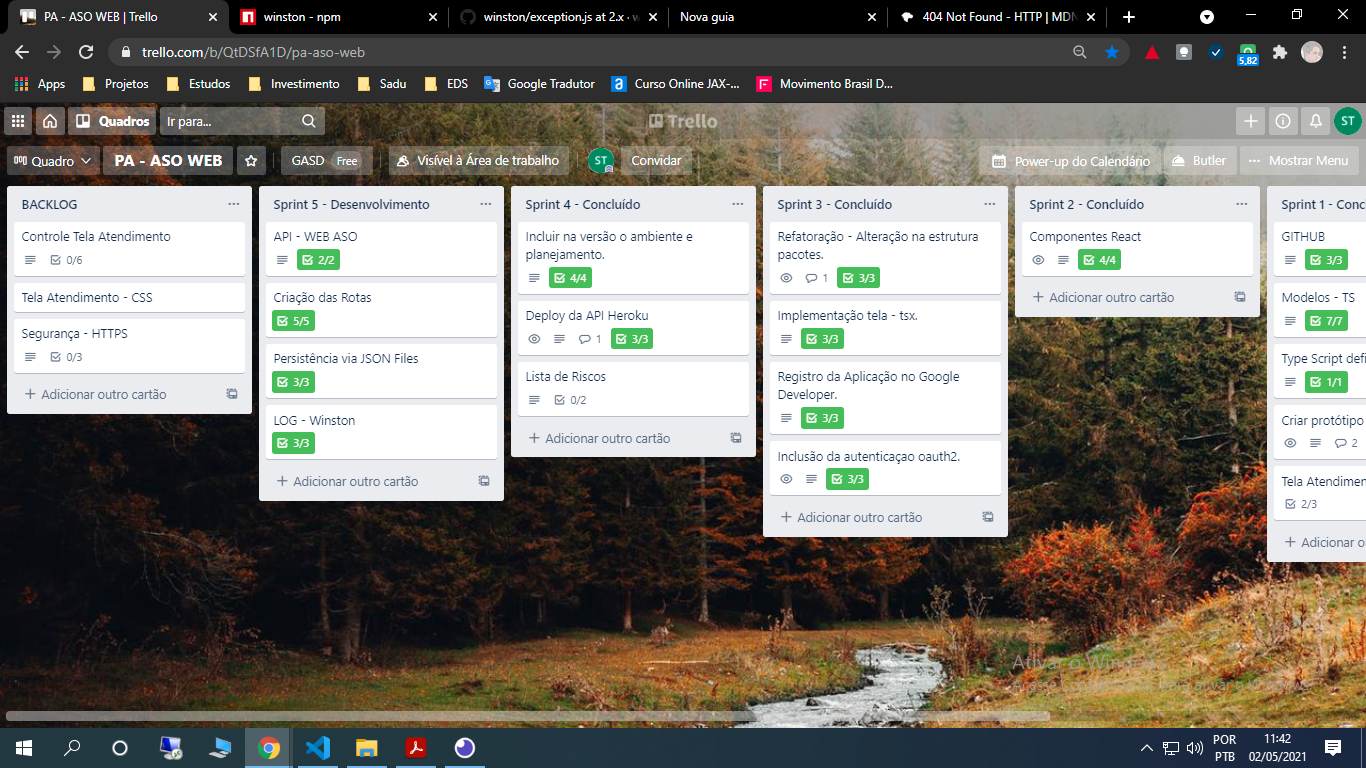 PA - ASO WEB | Trello
winston - npm
winston/exception.js at 2.x · w
Nova guia
404 Not Found - HTTP | MDN
trello.com/b/QtDSfA1D/pa-aso-web
5,82
Apps
Projetos
Estudos
Investimento
Sadu
EDS
Google Tradutor
Curso Online JAX-...
Movimento Brasil D...
Quadros
Ir para...
Trello
ST
Quadro
PA - ASO WEB
GASD Free
Visível à Área de trabalho
ST
Convidar
Power-up do Calendário
Butler
Mostrar Menu
BACKLOG
Controle Tela Atendimento
0/6
Tela Atendimento - CSS
Segurança - HTTPS
0/3
Adicionar outro cartão
Sprint 5 - Desenvolvimento
API - WEB ASO
2/2
Criação das Rotas
5/5
Persistência via JSON Files
3/3
LOG - Winston
3/3
Adicionar outro cartão
Sprint 4 - Concluído
Incluir na versão o ambiente e
planejamento.
4/4
Deploy da API Heroku
1 3/3
Lista de Riscos
0/2
Adicionar outro cartão
Sprint 3 - Concluído
Refatoração - Alteração na estrutura
pacotes.
1 3/3
Implementação tela - tsx.
3/3
Registro da Aplicação no Google
Developer.
3/3
Inclusão da autenticaçao oauth2.
3/3
Adicionar outro cartão
Sprint 2 - Concluído
Componentes React
4/4
Adicionar outro cartão
Sprint 1 - Conc
GITHUB
3/3
Modelos - TS
7/7
Type Script defi
1/1
Criar protótipo
2
Tela Atendimen
2/3
Adicionar o
Ativar o Windows
POR
PTB
11:42
02/05/2021